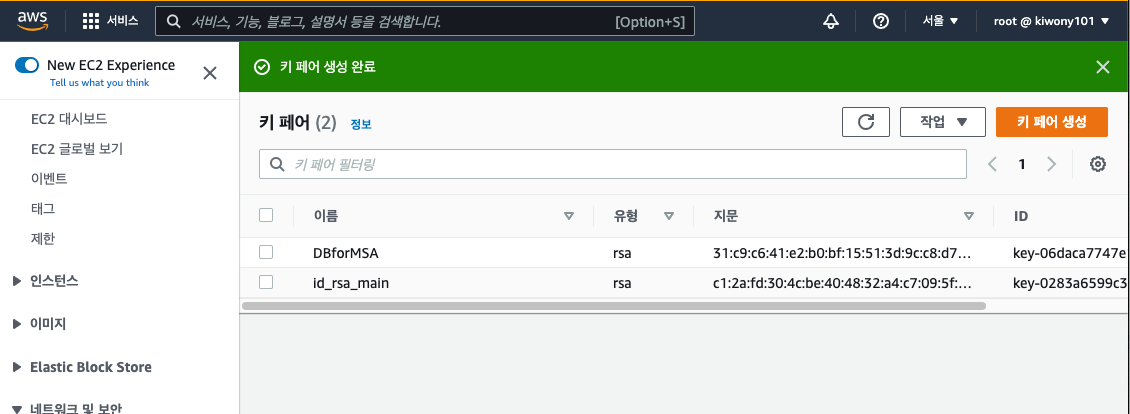 aws 서비스 서비스, 기능, 블로그, 설명서 등을 검색합니다. [Option+S] 서울 root @ kiwony101
New EC2 Experience
Tell us what you think
EC2 대시보드
EC2 글로벌 보기
이벤트
태그
제한
인스턴스
이미지
Elastic Block Store
네트워크 및 보안
키 페어 생성 완료
키 페어 (2) 정보 작업 키 페어 생성
키 페어 필터링 1
이름 유형 지문 ID
DBforMSA rsa 31:c9:c6:41:e2:b0:bf:15:51:3d:9c:c8:d7... key-06daca7747e
id_rsa_main rsa c1:2a:fd:30:4c:be:40:48:32:a4:c7:09:5f:... key-0283a6599c3